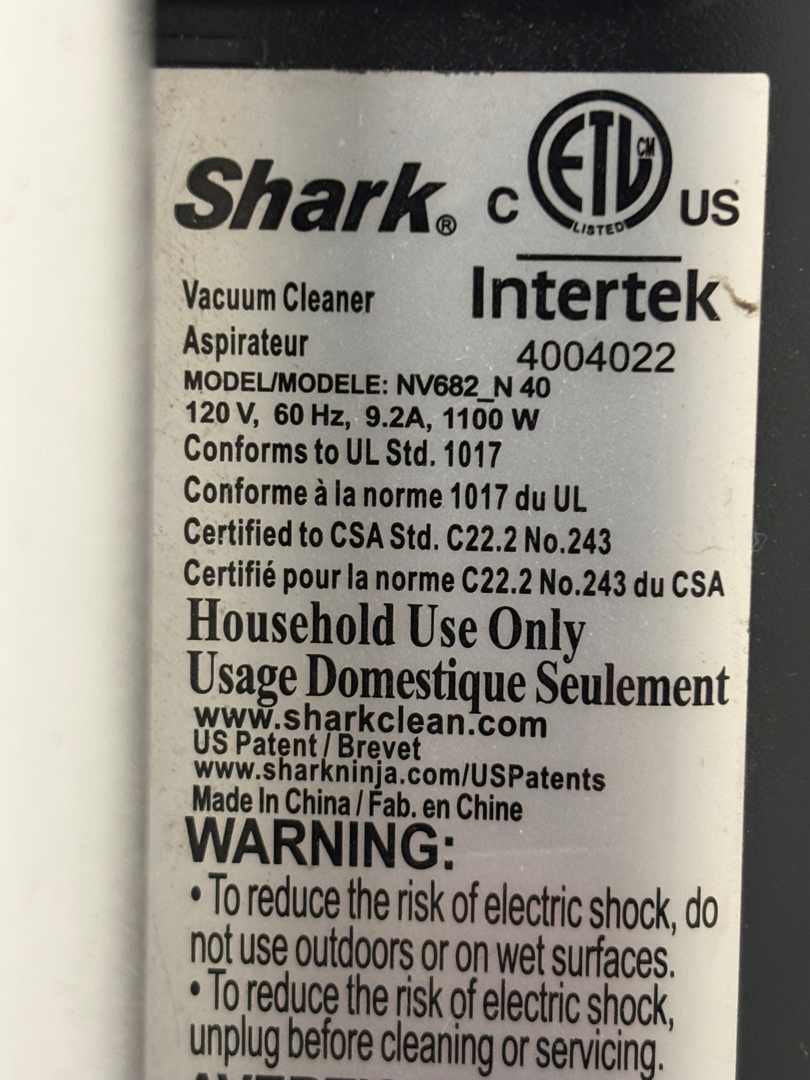 Shark®
C ETL CM LISTED US
Intertek
4004022
Vacuum Cleaner
Aspirateur
MODEL/MODELE: NV682_N 40
120 V, 60 Hz, 9.2A, 1100 W
Conforms to UL Std. 1017
Conforme à la norme 1017 du UL
Certified to CSA Std. C22.2 No.243
Certifié pour la norme C22.2 No.243 du CSA
Household Use Only
Usage Domestique Seulement
www.sharkclean.com
US Patent / Brevet
www.sharkninja.com/USPatents
Made In China / Fab. en Chine
WARNING:
• To reduce the risk of electric shock, do
not use outdoors or on wet surfaces.
• To reduce the risk of electric shock,
unplug before cleaning or servicing.